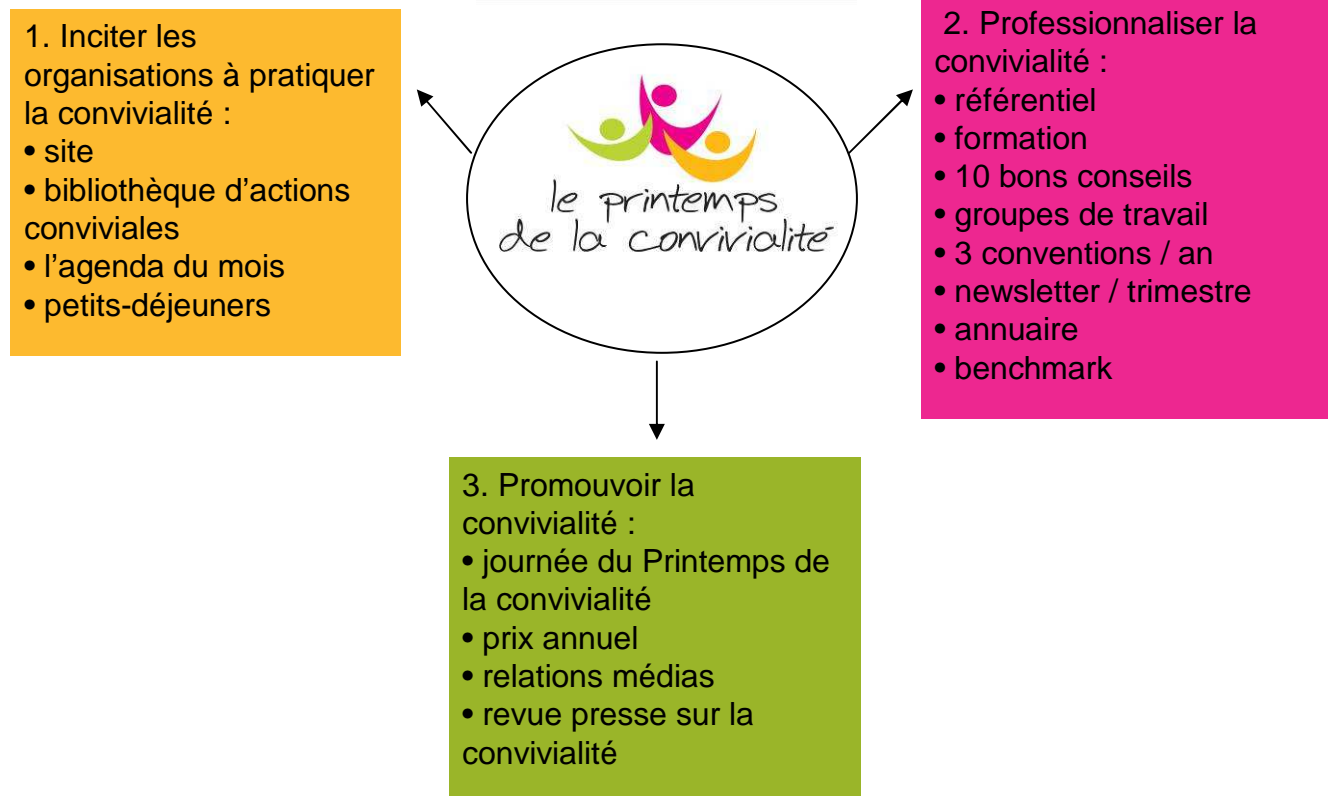 1. Inciter les
organisations à pratiquer
la convivialité :
• site
• bibliothèque d'actions
conviviales
• l'agenda du mois
• petits-déjeuners
le printemps
de la convivialité
2. Professionnaliser la
convivialité :
• référentiel
• formation
• 10 bons conseils
• groupes de travail
• 3 conventions / an
• newsletter / trimestre
• annuaire
• benchmark
3. Promouvoir la
convivialité :
• journée du Printemps de
la convivialité
• prix annuel
• relations médias
• revue presse sur la
convivialité